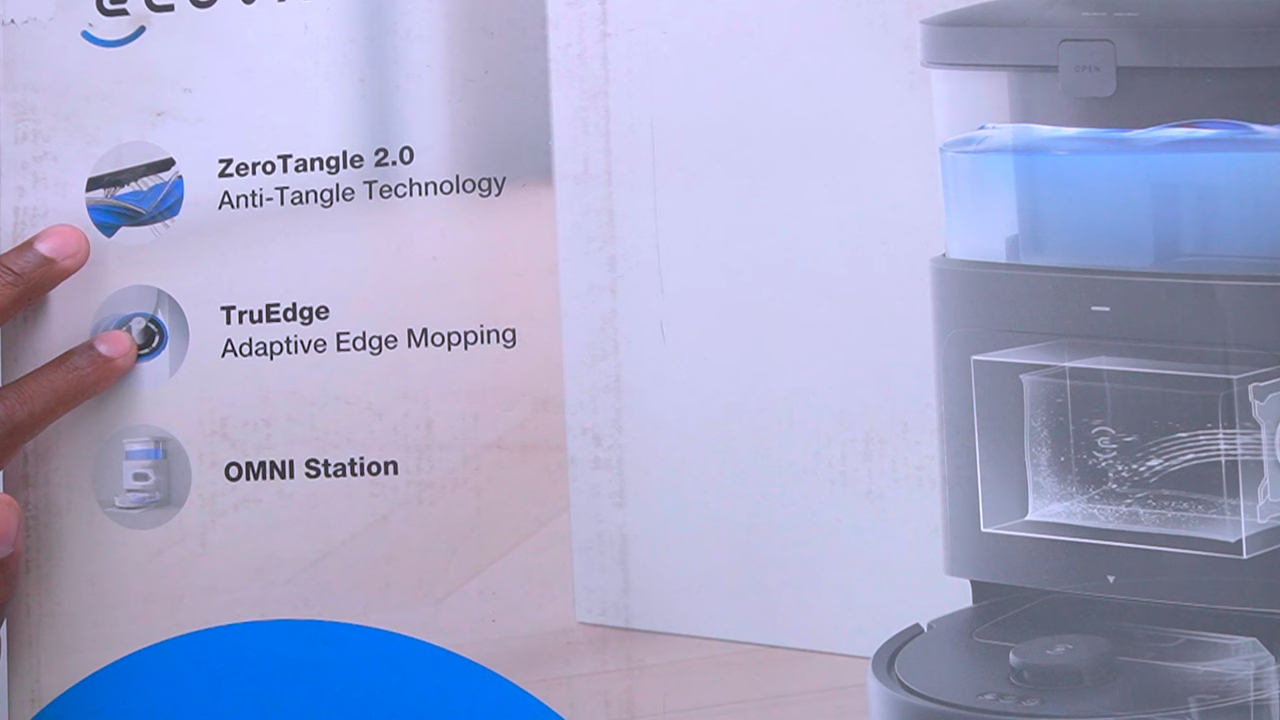 ZeroTangle 2.0
Anti-Tangle Technology
TruEdge
Adaptive Edge Mopping
OMNI Station
OPEN